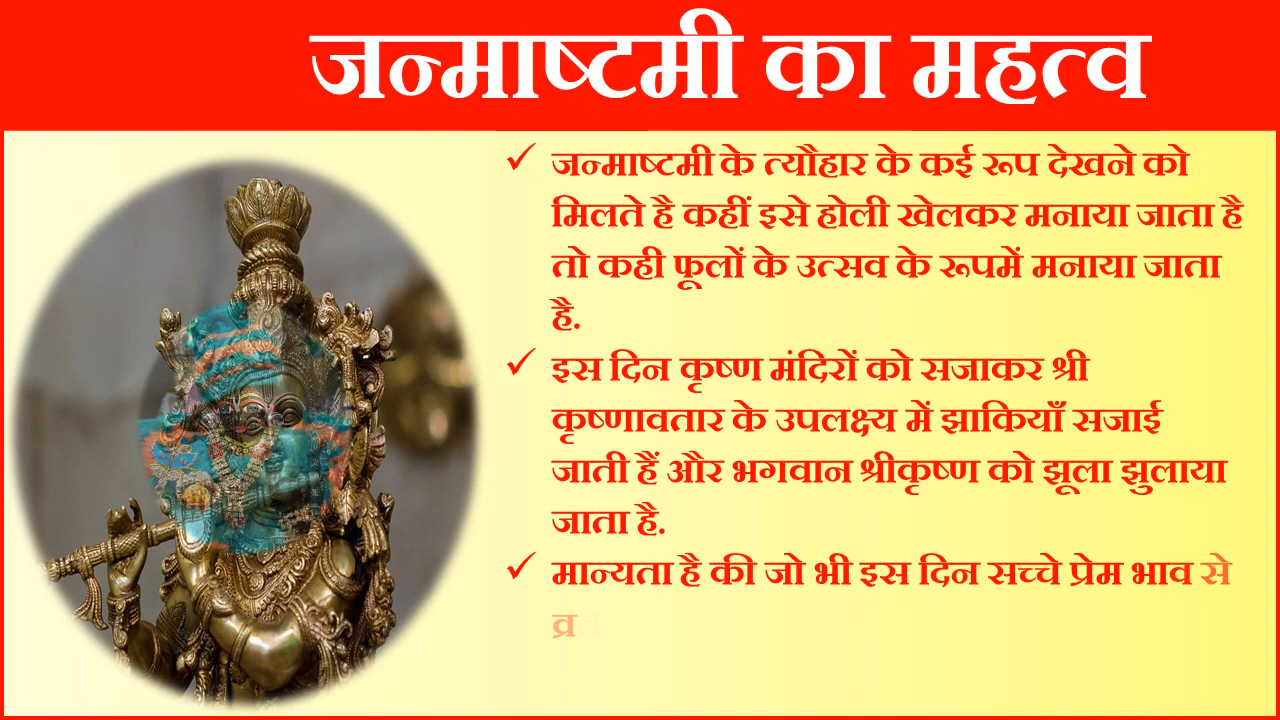 जन्माष्टमी का महत्व
✓ जन्माष्टमी के त्यौहार के कई रूप देखने को
मिलते है कहीं इसे होली खेलकर मनाया जाता है
तो कही फूलों के उत्सव के रूपमें मनाया जाता
है.
✓ इस दिन कृष्ण मंदिरों को सजाकर श्री
कृष्णावतार के उपलक्ष्य में झाकियाँ सजाई
जाती हैं और भगवान श्रीकृष्ण को झूला झुलाया
जाता है.
✓ मान्यता है की जो भी इस दिन सच्चे प्रेम भाव से